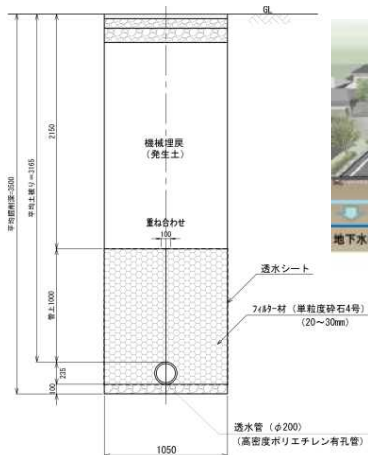 GL
平均掘削深=3500
平均土被り=3165
2150
機械埋戻
(発生土)
重ね合わせ
100
地下水
透水シート
管上1000
フィルター材（単粒度砕石4号）
(20～30mm)
235
100
透水管（φ200）
(高密度ポリエチレン有孔管)
1050